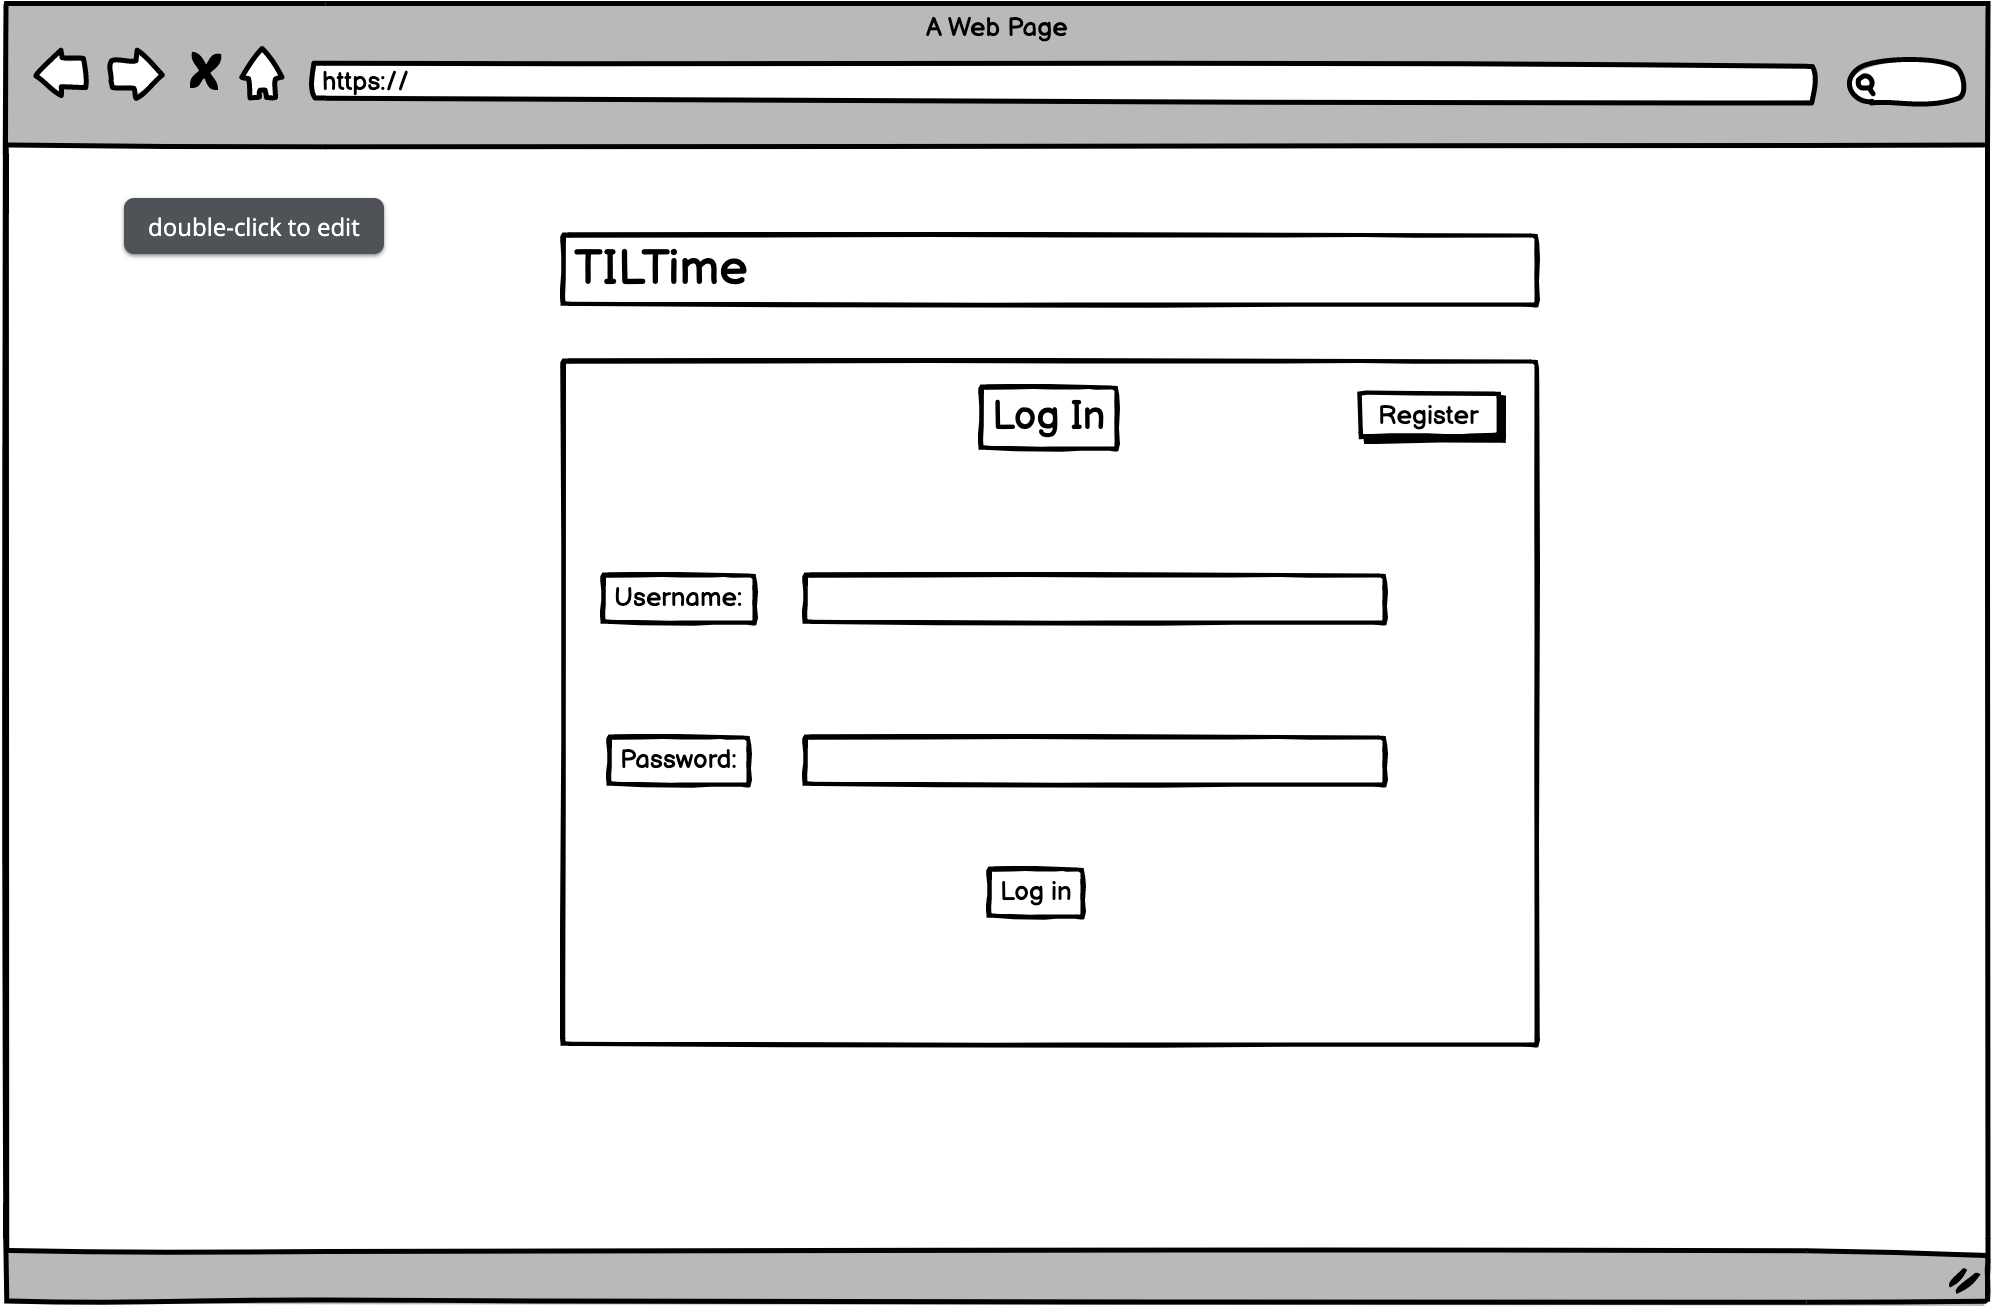 A Web Page
https://
double-click to edit
TILTime
Log In
Register
Username:
Password:
Log in